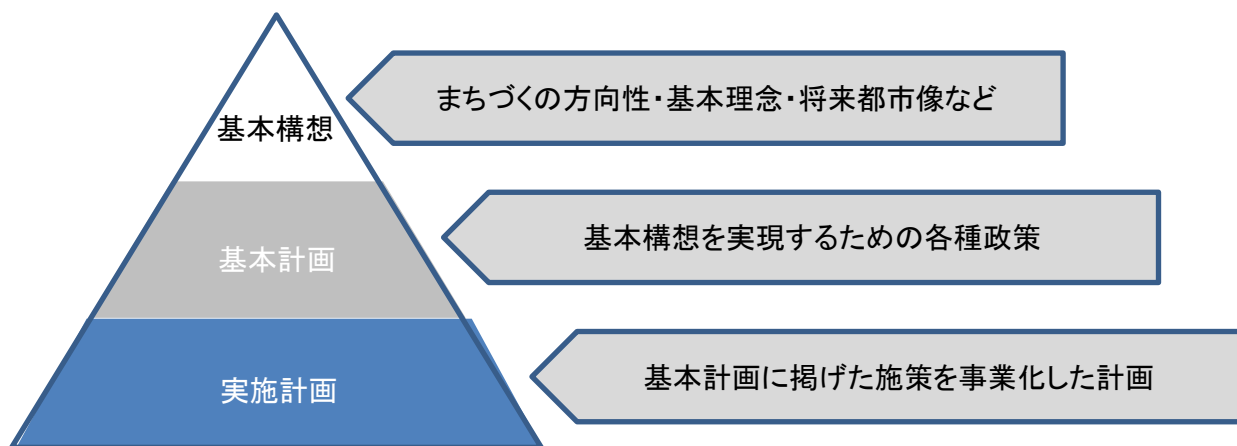 まちづくの方向性・基本理念・将来都市像など
基本構想
基本構想を実現するための各種政策
基本計画
基本計画に掲げた施策を事業化した計画
実施計画